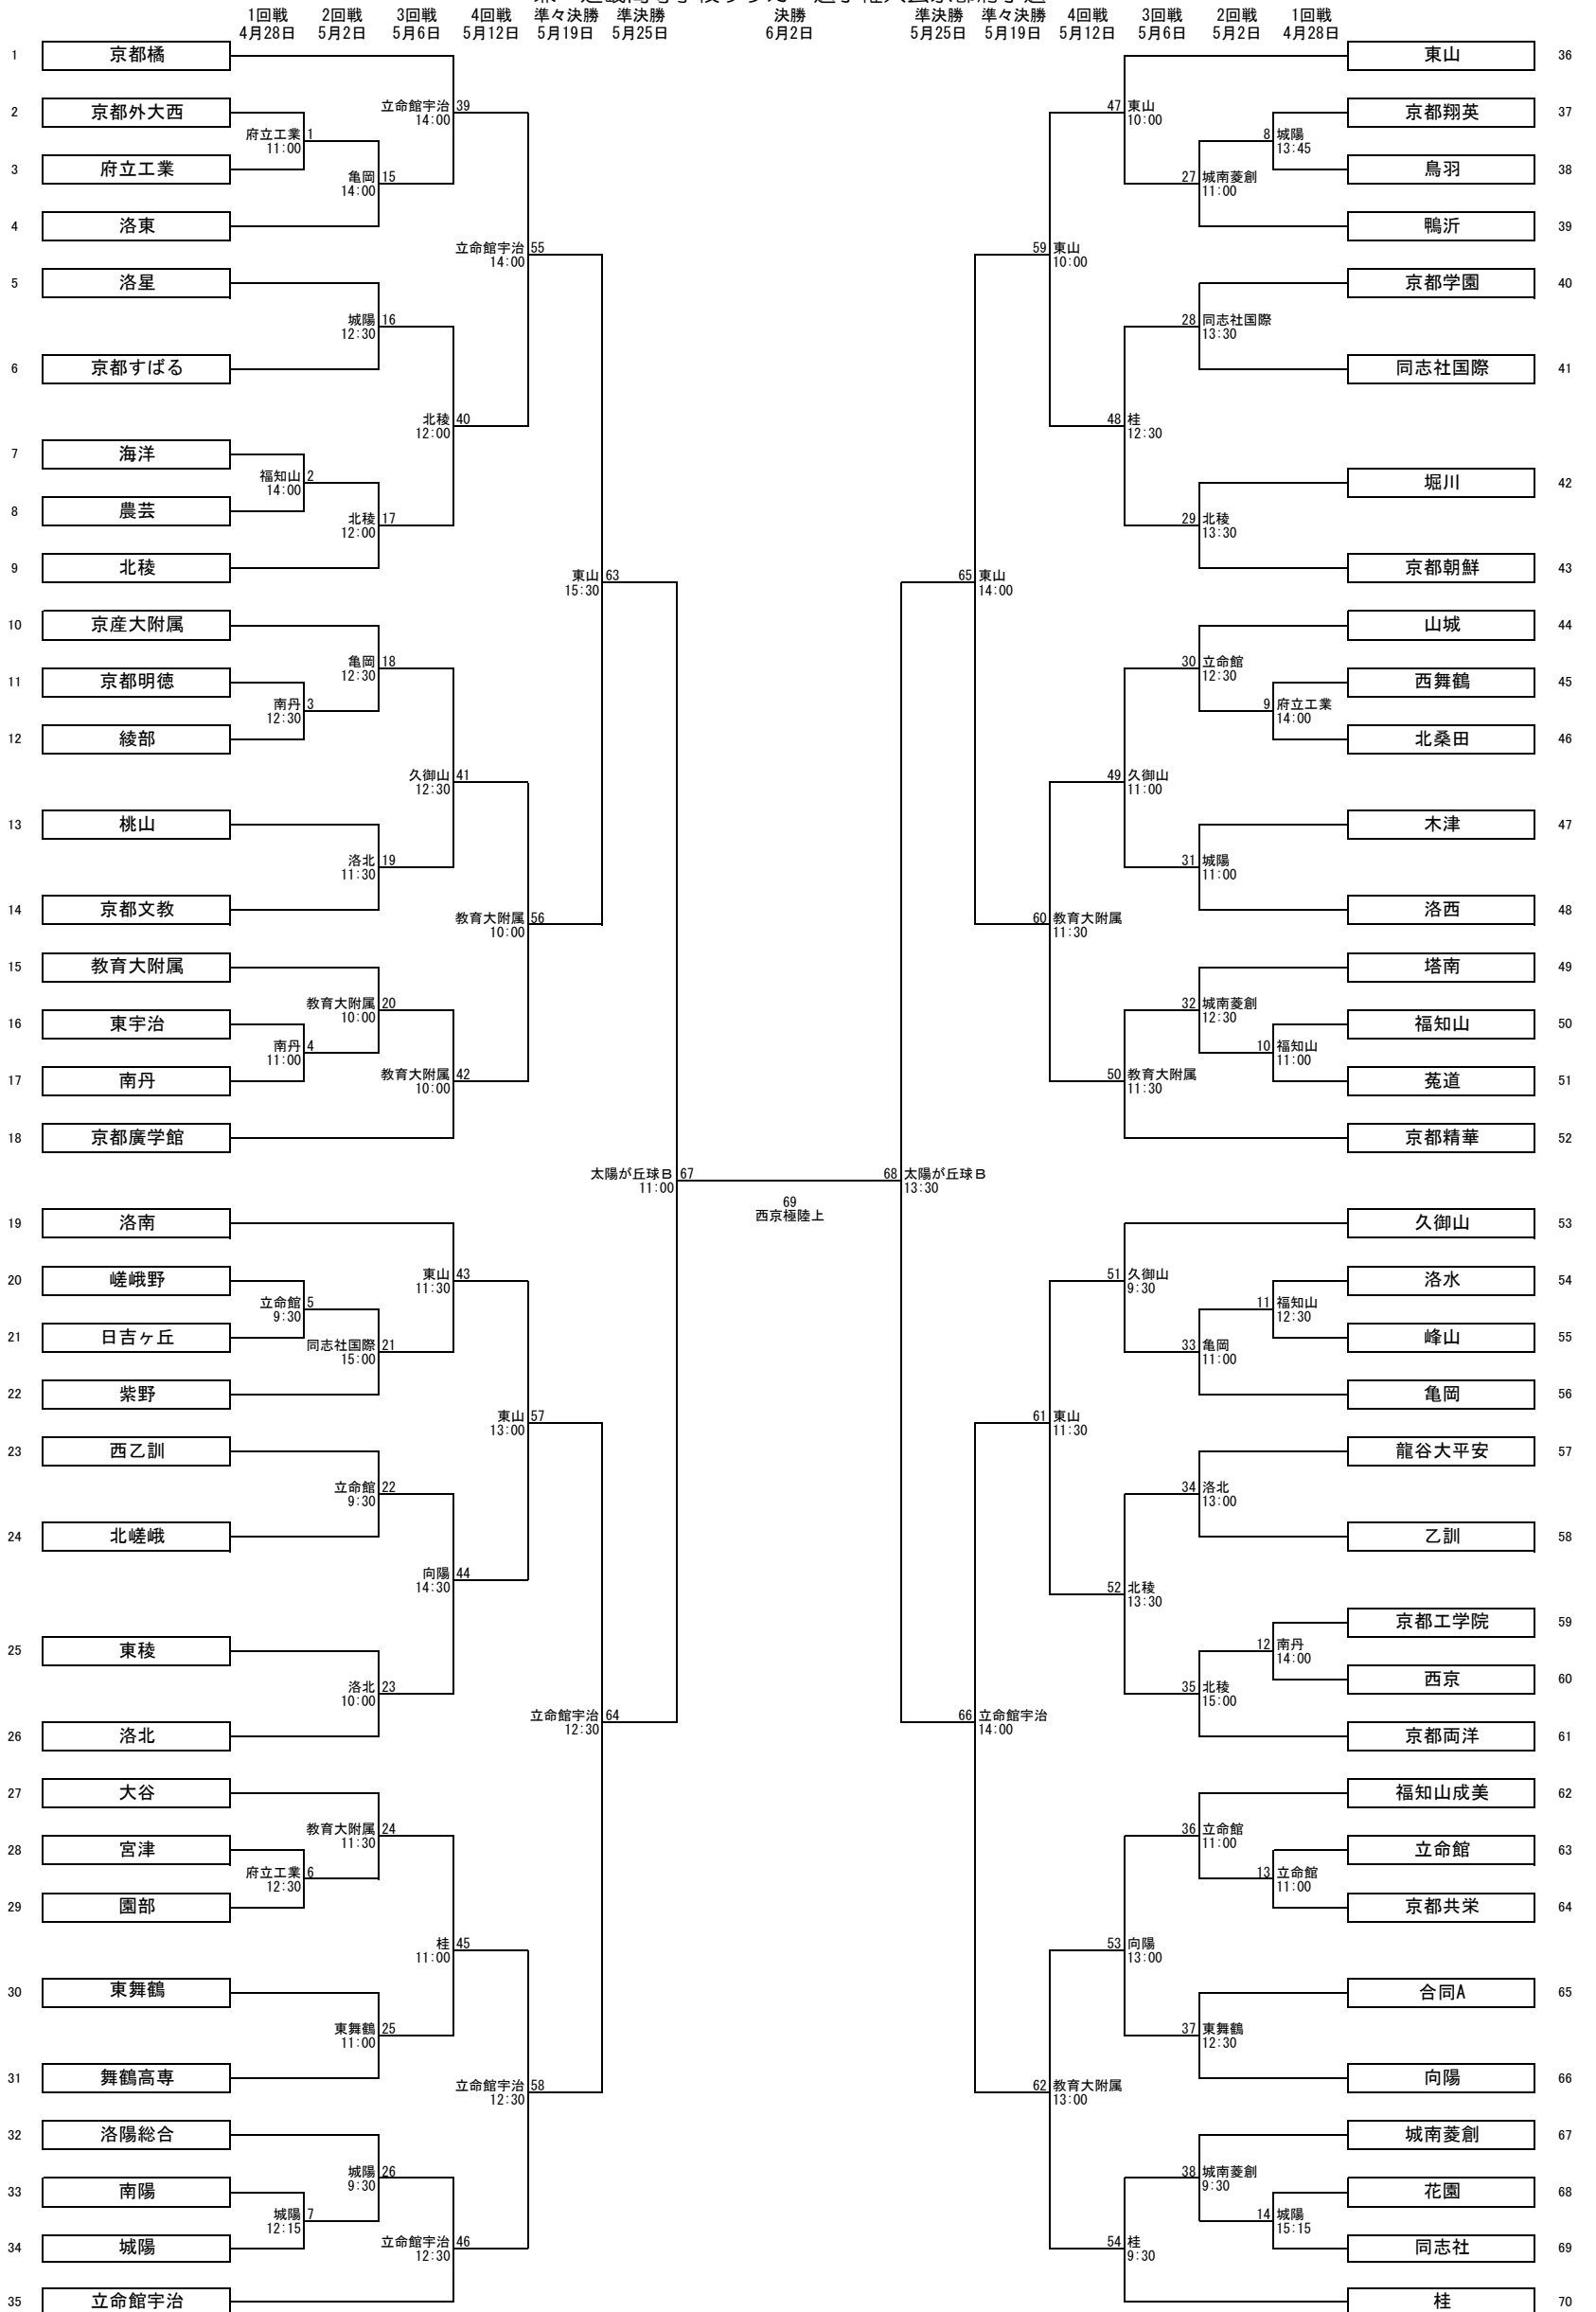 1回戦 2回戦 3回戦 4回戦 準々決勝 準決勝 決勝 準決勝 準々決勝 4回戦 3回戦 2回戦 1回戦
4月28日 5月2日 5月6日 5月12日 5月19日 5月25日 6月2日 5月25日 5月19日 5月12日 5月6日 5月2日 4月28日
1 京都橘
立命館宇治 39
14:00
2 京都外大西
府立工業 1
11:00
3 府立工業
亀岡 15
14:00
4 洛東
立命館宇治 55
14:00
5 洛星
城陽 16
12:30
6 京都すばる
北稜 40
12:00
7 海洋
福知山 2
14:00
8 農芸
北稜 17
12:00
9 北稜
東山 63
15:30
10 京産大附属
亀岡 18
12:30
11 京都明徳
南丹 3
12:30
12 綾部
久御山 41
12:30
13 桃山
洛北 19
11:30
14 京都文教
教育大附属 56
10:00
15 教育大附属
教育大附属 20
10:00
16 東宇治
南丹 4
11:00
17 南丹
教育大附属 42
10:00
18 京都廣学館
太陽が丘球B 67
11:00
19 洛南
東山 43
11:30
20 嵯峨野
立命館 5
9:30
21 日吉ヶ丘
同志社国際 21
15:00
22 紫野
東山 57
13:00
23 西乙訓
立命館 22
9:30
24 北嵯峨
向陽 44
14:30
25 東稜
洛北 23
10:00
26 洛北
立命館宇治 64
12:30
27 大谷
教育大附属 24
11:30
28 宮津
府立工業 6
12:30
29 園部
桂 45
11:00
30 東舞鶴
東舞鶴 25
11:00
31 舞鶴高専
立命館宇治 58
12:30
32 洛陽総合
城陽 26
9:30
33 南陽
城陽 7
12:15
34 城陽
立命館宇治 46
12:30
35 立命館宇治
69
西京極陸上
東山 36
47 東山
10:00
京都翔英 37
8 城陽
13:45
鳥羽 38
27 城南菱創
11:00
鴨沂 39
59 東山
10:00
京都学園 40
28 同志社国際
13:30
同志社国際 41
48 桂
12:30
堀川 42
29 北稜
13:30
京都朝鮮 43
65 東山
14:00
山城 44
30 立命館
12:30
西舞鶴 45
9 府立工業
14:00
北桑田 46
49 久御山
11:00
木津 47
31 城陽
11:00
洛西 48
60 教育大附属
11:30
塔南 49
32 城南菱創
12:30
福知山 50
10 福知山
11:00
莵道 51
50 教育大附属
11:30
京都精華 52
68 太陽が丘球B
13:30
久御山 53
51 久御山
9:30
洛水 54
11 福知山
12:30
峰山 55
33 亀岡
11:00
亀岡 56
61 東山
11:30
龍谷大平安 57
34 洛北
13:00
乙訓 58
52 北稜
13:30
京都工学院 59
12 南丹
14:00
西京 60
35 北稜
15:00
京都両洋 61
66 立命館宇治
14:00
福知山成美 62
36 立命館
11:00
立命館 63
13 立命館
11:00
京都共栄 64
53 向陽
13:00
合同A 65
37 東舞鶴
12:30
向陽 66
62 教育大附属
13:00
城南菱創 67
38 城南菱創
9:30
花園 68
14 城陽
15:15
同志社 69
54 桂
9:30
桂 70